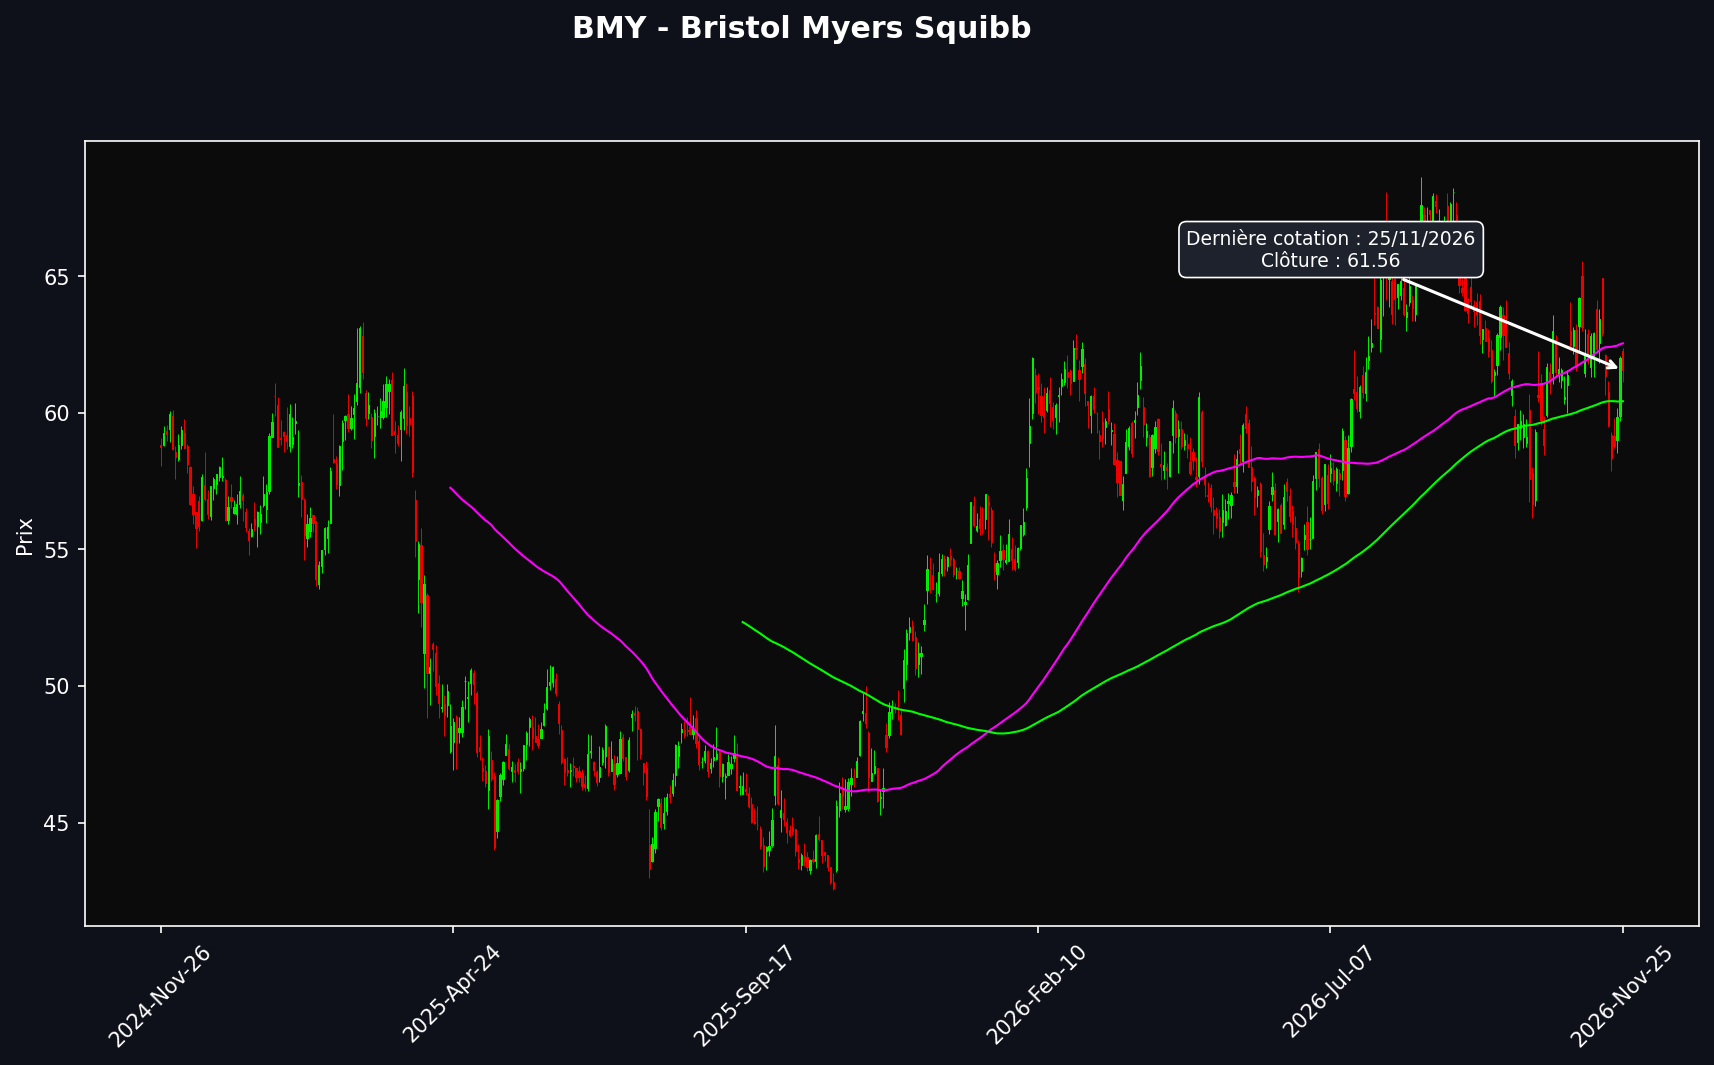 BMY - Bristol Myers Squibb
Dernière cotation : 25/11/2026
Clôture : 61.56
Prix
65
60
55
50
45
2024-Nov-26
2025-Apr-24
2025-Sep-17
2026-Feb-10
2026-Jul-07
2026-Nov-25